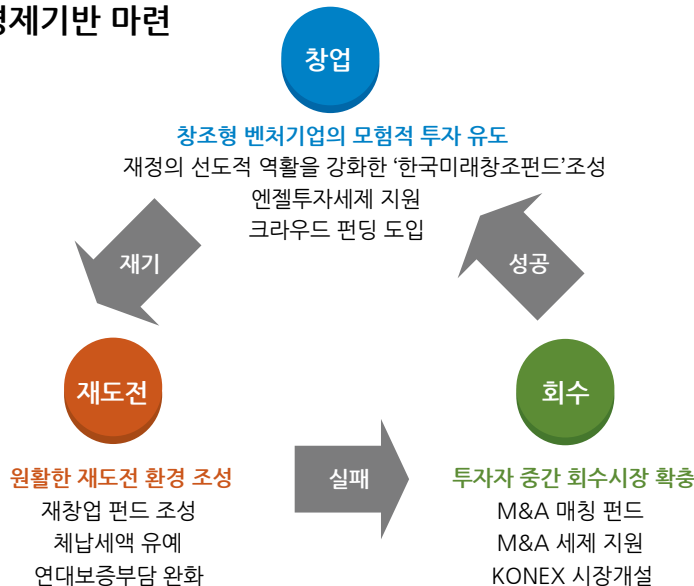 경제기반 마련
창업
창조형 벤처기업의 모험적 투자 유도
재정의 선도적 역활을 강화한 ‘한국미래창조펀드’조성
엔젤투자세제 지원
크라우드 펀딩 도입
재기
성공
재도전
회수
원활한 재도전 환경 조성
재창업 펀드 조성
체납세액 유예
연대보증부담 완화
실패
투자자 중간 회수시장 확충
M&A 매칭 펀드
M&A 세제 지원
KONEX 시장개설